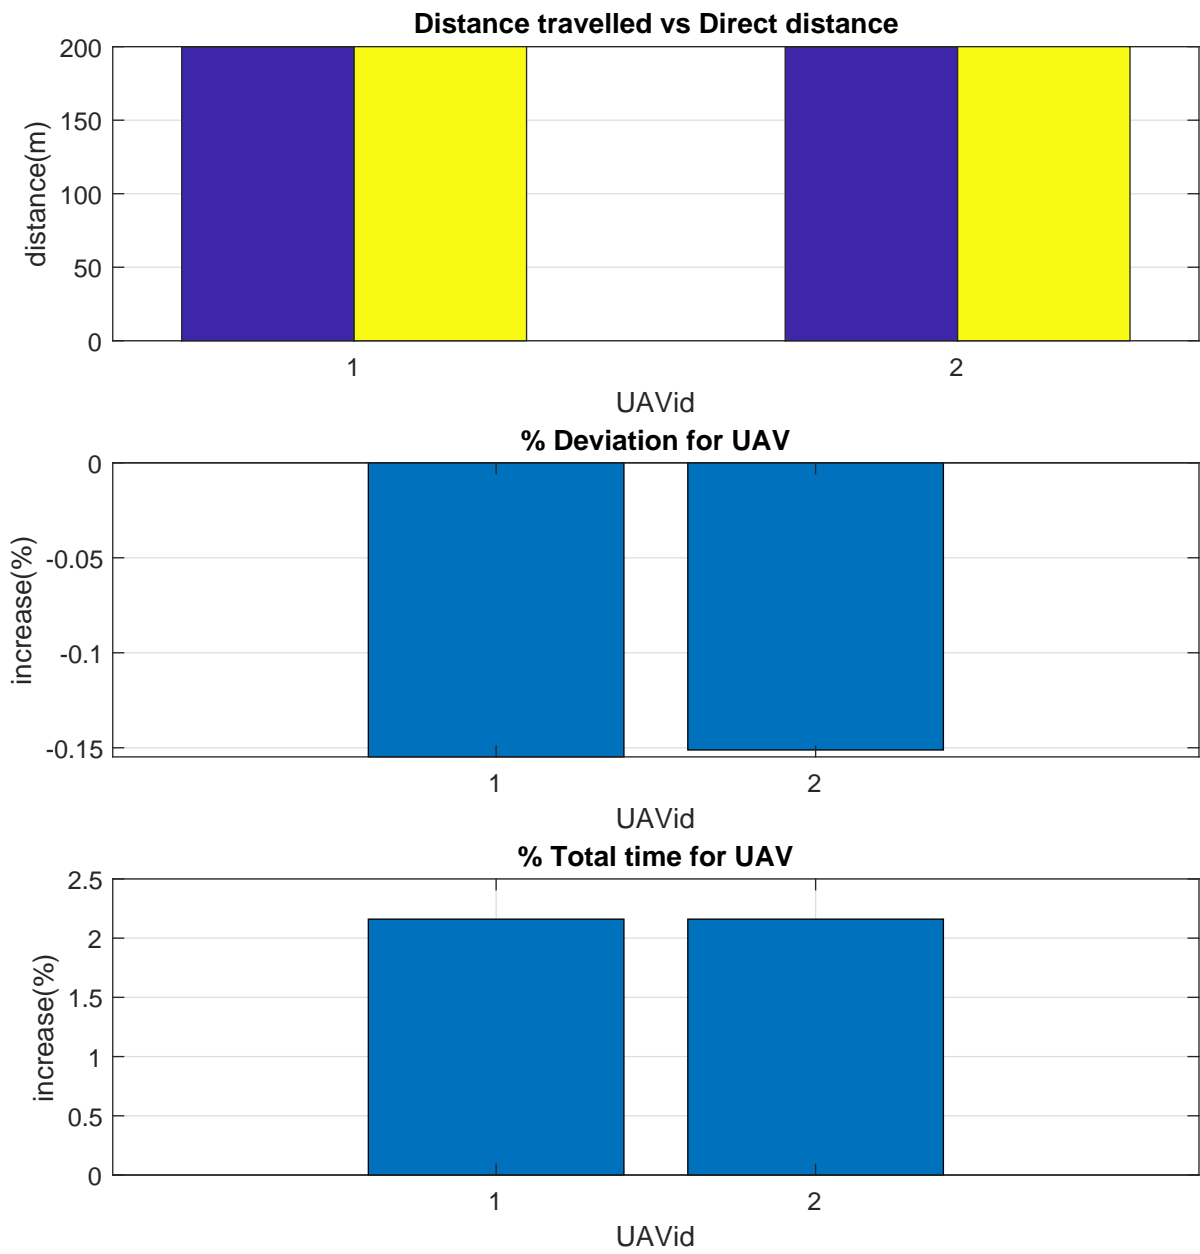 Distance travelled vs Direct distance
200
150
100
50
0
distance(m)
1
2
UAVid
% Deviation for UAV
0
-0.05
-0.1
-0.15
increase(%)
1
2
UAVid
% Total time for UAV
2.5
2
1.5
1
0.5
0
increase(%)
1
2
UAVid